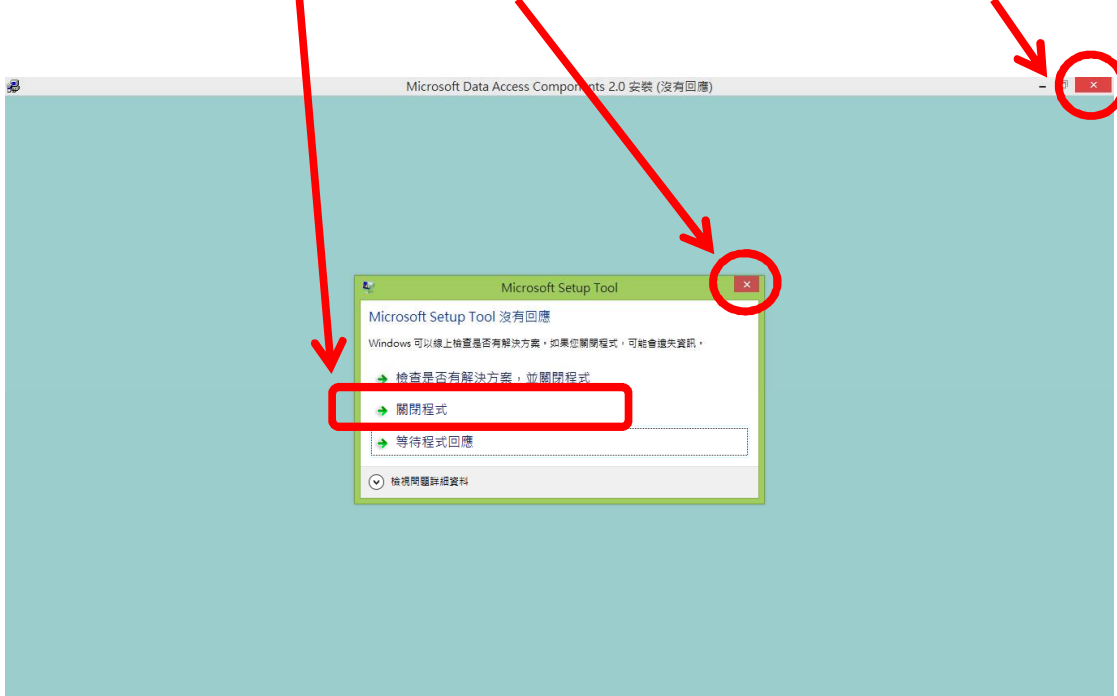 Microsoft Data Access Components 2.0 安裝 (沒有回應)
Microsoft Setup Tool
Microsoft Setup Tool 沒有回應
Windows 可以線上檢查是否有解決方案。如果您關閉程式，可能會遺失資訊。
檢查是否有解決方案，並關閉程式
關閉程式
等待程式回應
檢視問題詳細資料